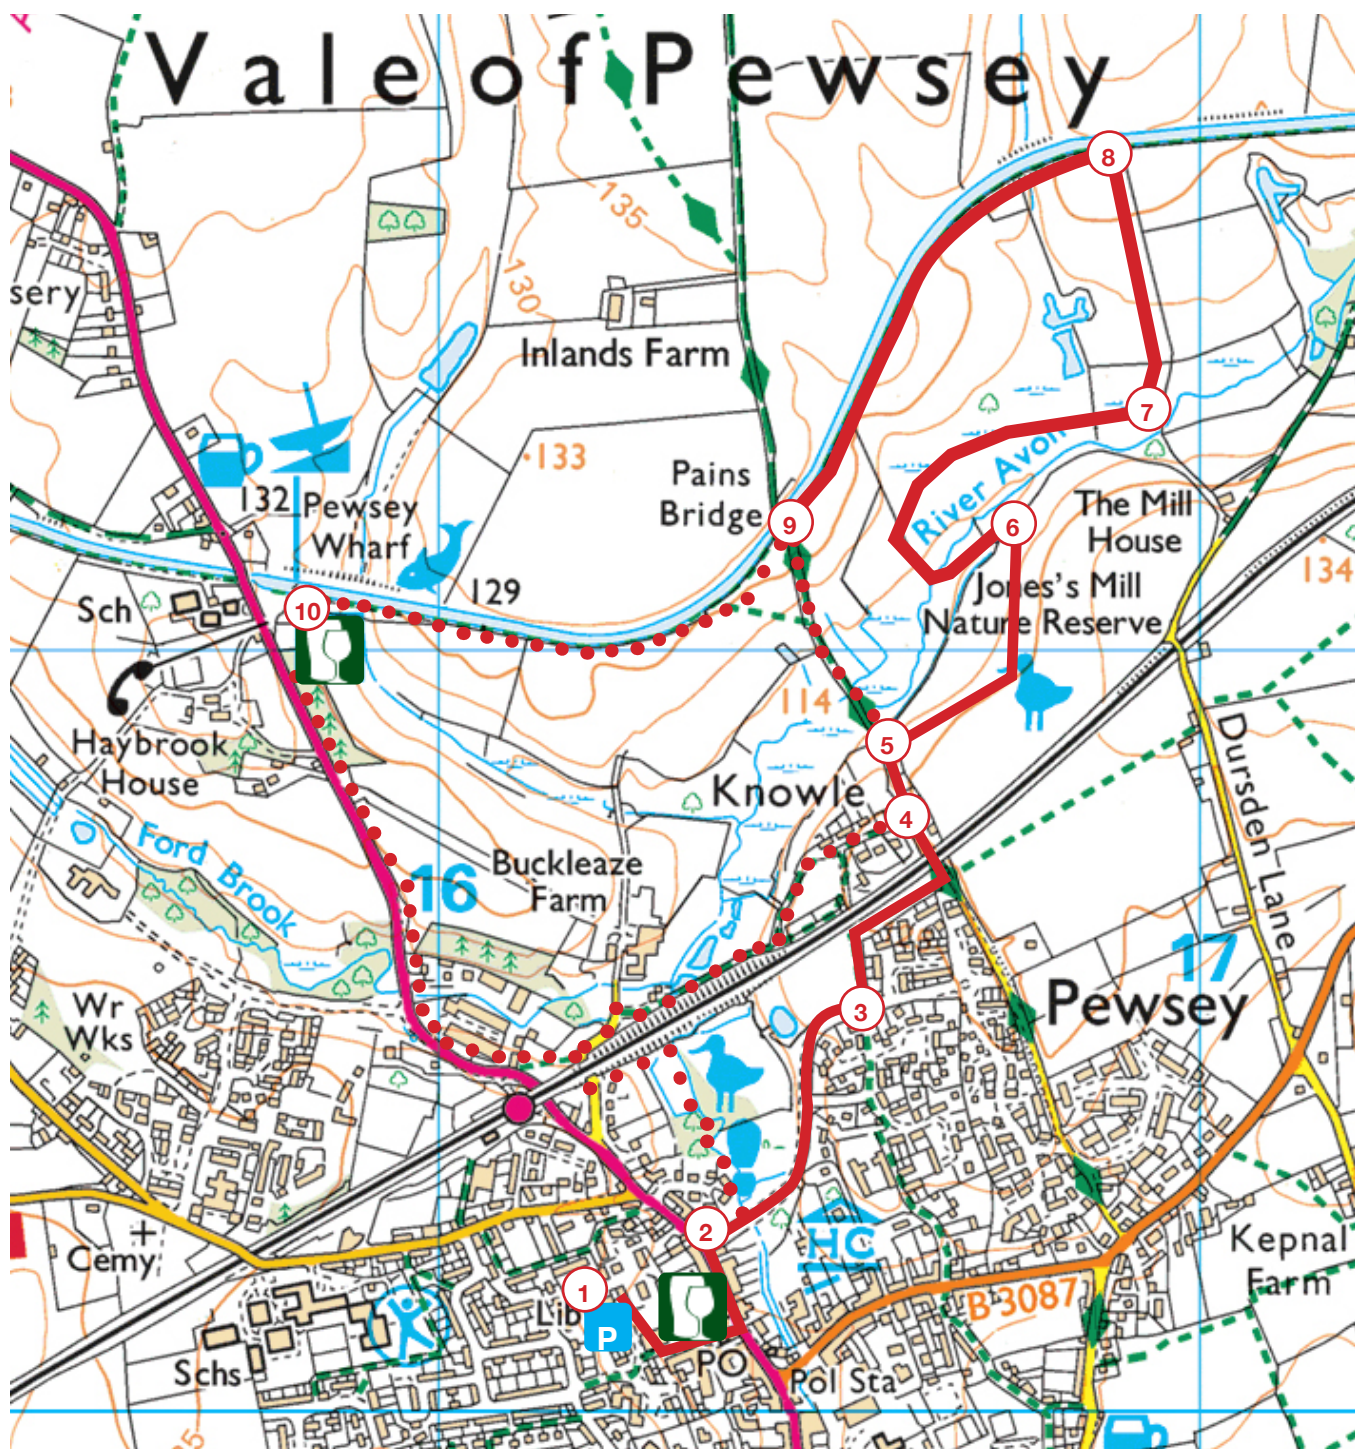 Vale of Pewsey
8
135
sery
130
Inlands Farm
7
133
Pains
Bridge
9
River Avon
6
The Mill
House
132
Pewsey
Wharf
134
129
Jones's Mill
Nature Reserve
Sch
10
114
5
Dursden Lane
Haybrook
House
Knowle
4
Ford Brook
16
Buckleaze
Farm
17
Wr
Wks
3
Pewsey
2
HC
Cemy
Kepnal
Farm
1
Lib
P
B 3087
Schs
PO
Pol Sta